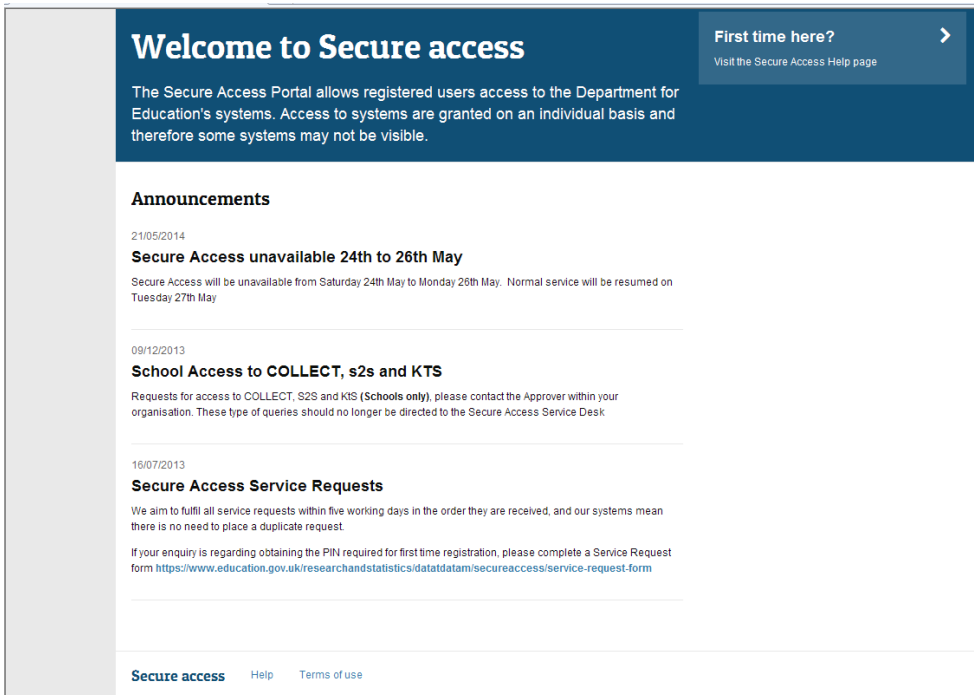 Welcome to Secure access
The Secure Access Portal allows registered users access to the Department for
Education's systems. Access to systems are granted on an individual basis and
therefore some systems may not be visible.
First time here?
Visit the Secure Access Help page
Announcements
21/05/2014
Secure Access unavailable 24th to 26th May
Secure Access will be unavailable from Saturday 24th May to Monday 26th May.  Normal service will be resumed on
Tuesday 27th May
09/12/2013
School Access to COLLECT, s2s and KTS
Requests for access to COLLECT, S2S and KtS (Schools only), please contact the Approver within your
organisation. These type of queries should no longer be directed to the Secure Access Service Desk
16/07/2013
Secure Access Service Requests
We aim to fulfil all service requests within five working days in the order they are received, and our systems mean
there is no need to place a duplicate request.
If your enquiry is regarding obtaining the PIN required for first time registration, please complete a Service Request
form https://www.education.gov.uk/researchandstatistics/datatdatam/secureaccess/service-request-form
Secure access Help Terms of use